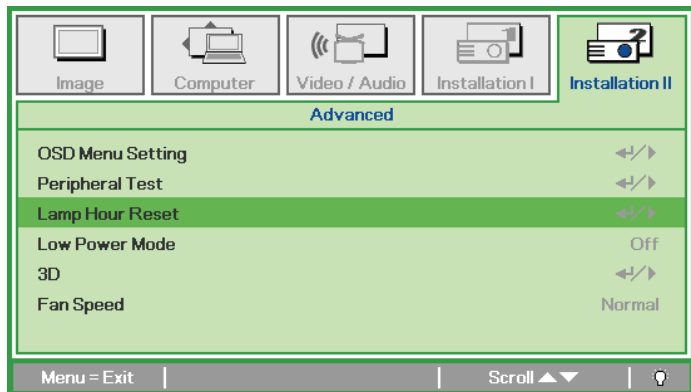 Image
Computer
Video / Audio
Installation I
Installation II
Advanced
OSD Menu Setting
Peripheral Test
Lamp Hour Reset
Low Power Mode Off
3D
Fan Speed Normal
Menu = Exit Scroll ▲▼